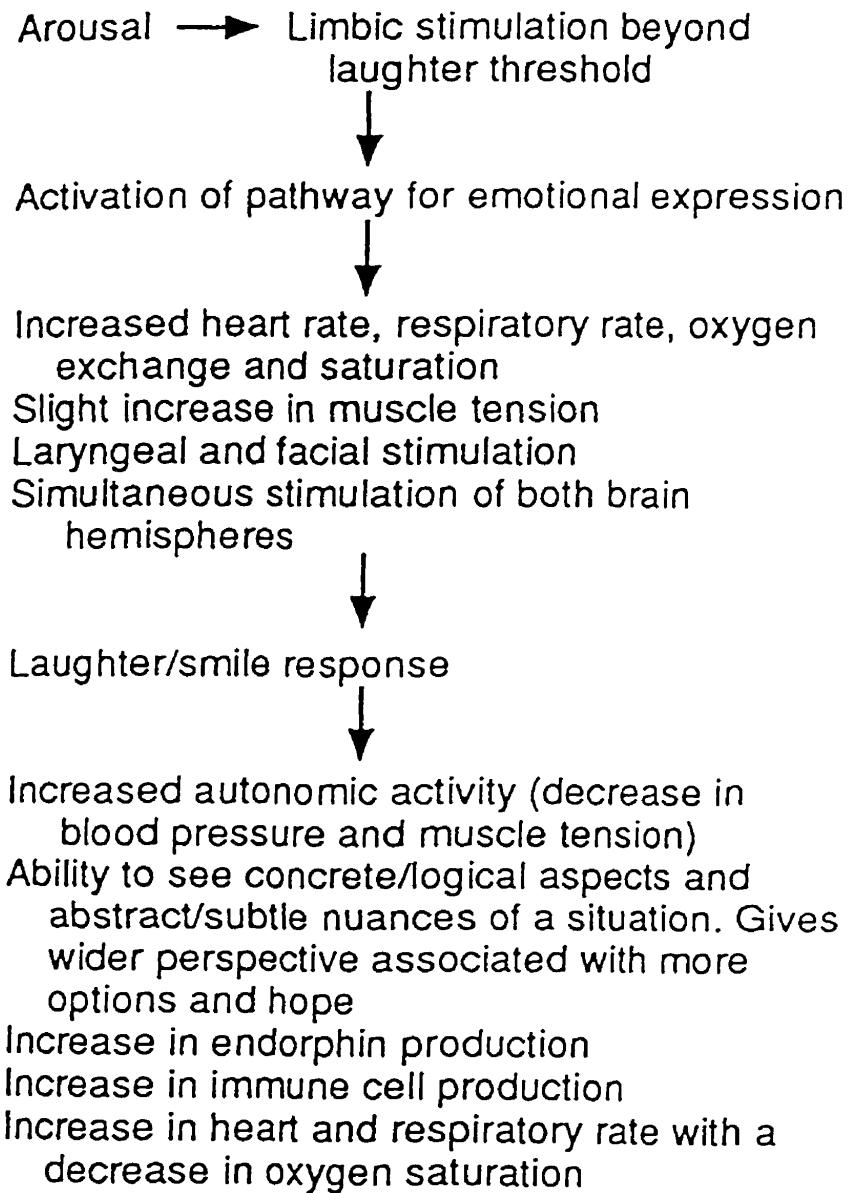 Arousal → Limbic stimulation beyond
laughter threshold
Activation of pathway for emotional expression
Increased heart rate, respiratory rate, oxygen
exchange and saturation
Slight increase in muscle tension
Laryngeal and facial stimulation
Simultaneous stimulation of both brain
hemispheres
Laughter/smile response
Increased autonomic activity (decrease in
blood pressure and muscle tension)
Ability to see concrete/logical aspects and
abstract/subtle nuances of a situation. Gives
wider perspective associated with more
options and hope
Increase in endorphin production
Increase in immune cell production
Increase in heart and respiratory rate with a
decrease in oxygen saturation